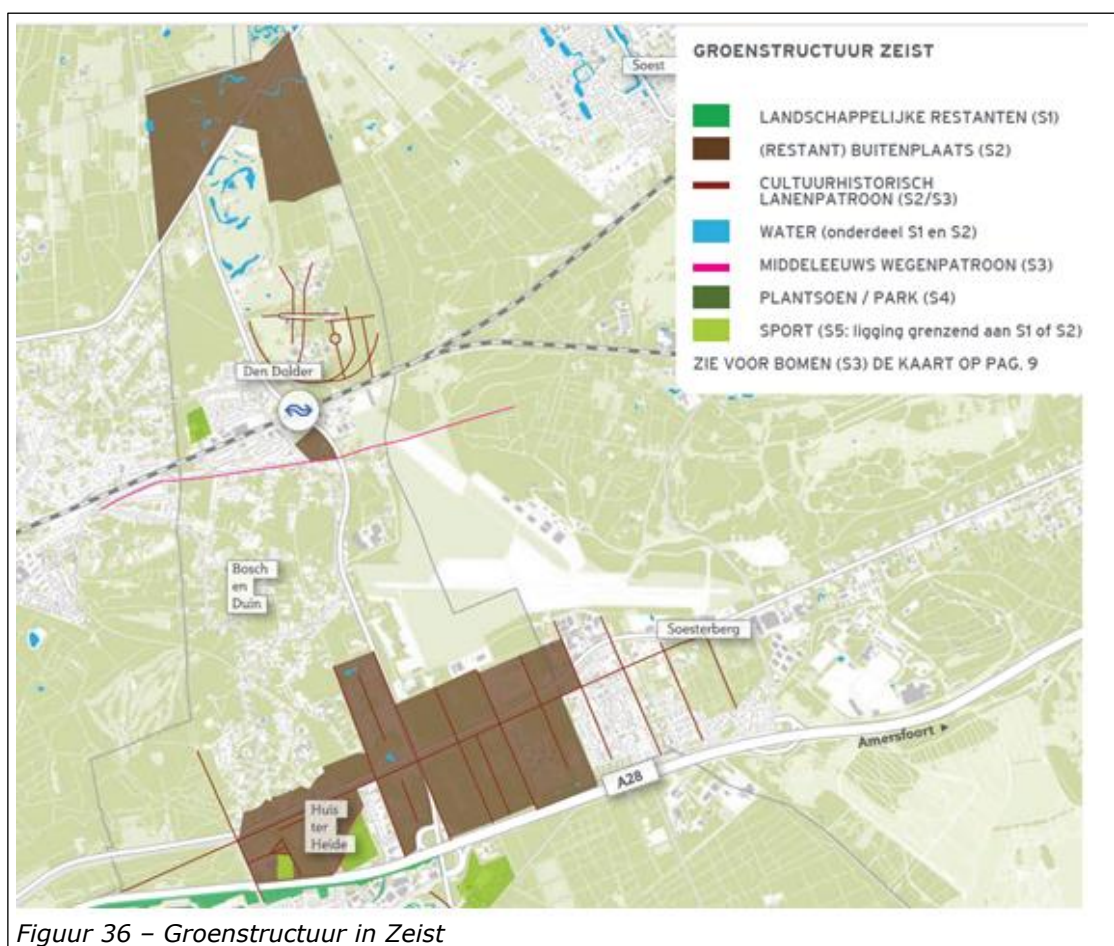 Soest
GROENSTRUCTUUR ZEIST
LANDSCHAPPELIJKE RESTANTEN (S1)
(RESTANT) BUITENPLAATS (S2)
CULTUURHISTORISCH
LANENPATROON (S2/S3)
WATER (onderdeel S1 en S2)
MIDDELEEUWS WEGENPATROON (S3)
PLANTSOEN / PARK (S4)
SPORT (S5: ligging grenzend aan S1 of S2)
ZIE VOOR BOMEN (S3) DE KAART OP PAG. 9
Den Dolder
Bosch
en
Duin
Soesterberg
Amersfoort ►
A28
Huis
ter
Heide
Figuur 36 – Groenstructuur in Zeist